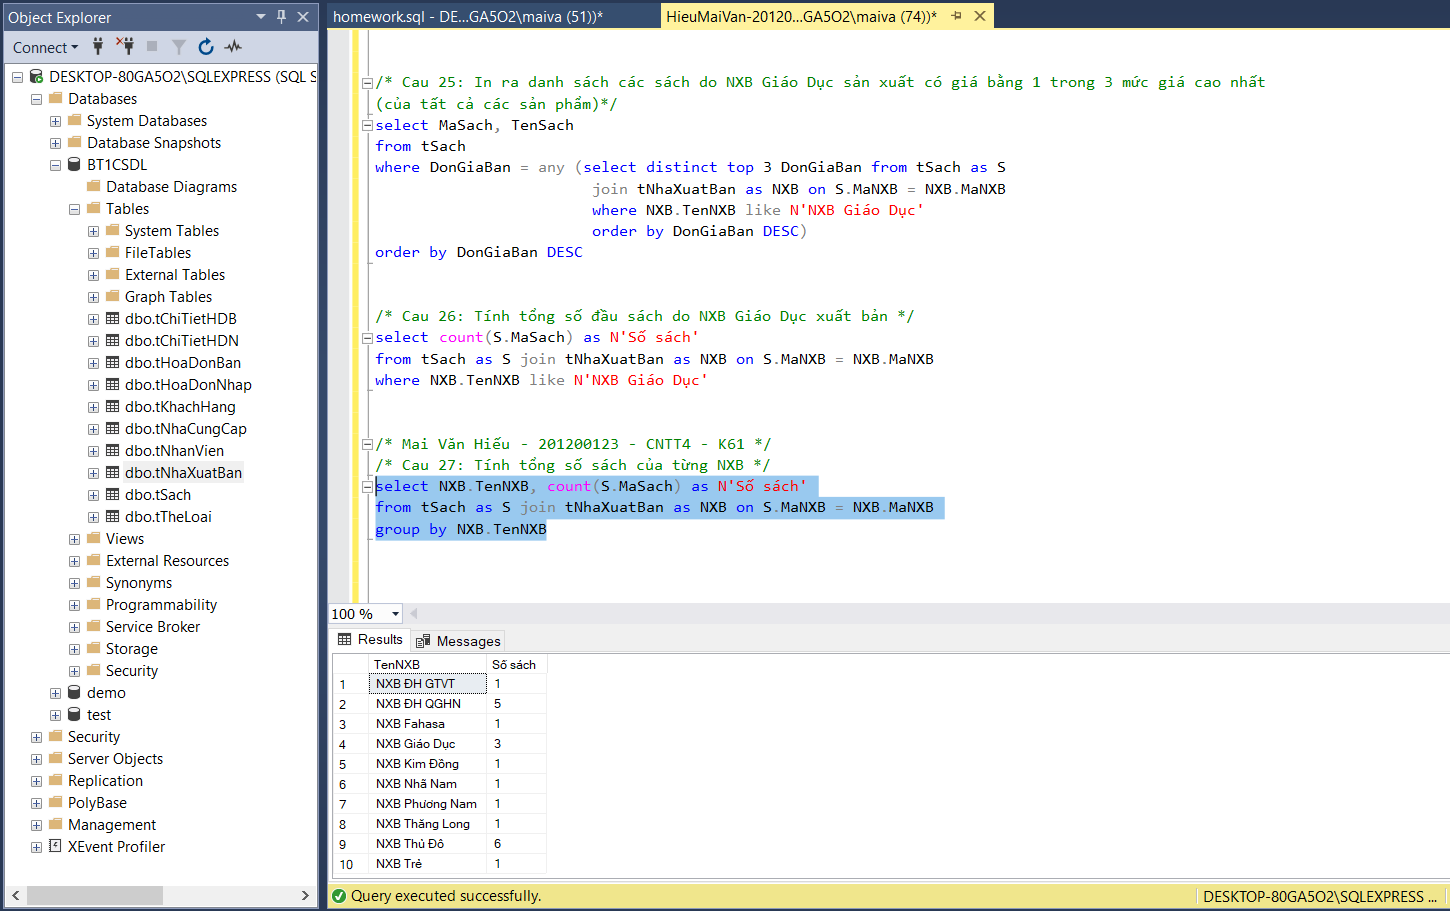 Object Explorer
Connect
DESKTOP-80GA5O2\SQLEXPRESS (SQL S
Databases
System Databases
Database Snapshots
BT1CSDL
Database Diagrams
Tables
System Tables
FileTables
External Tables
Graph Tables
dbo.tChiTietHDB
dbo.tChiTietHDN
dbo.tHoaDonBan
dbo.tHoaDonNhap
dbo.tKhachHang
dbo.tNhaCungCap
dbo.tNhanVien
dbo.tNhaXuatBan
dbo.tSach
dbo.tTheLoai
Views
External Resources
Synonyms
Programmability
Service Broker
Storage
Security
demo
test
Security
Server Objects
Replication
PolyBase
Management
XEvent Profiler
homework.sql - DE...GA5O2\maiva (51))*
HieuMaiVan-20120...GA5O2\maiva (74))*
/* Cau 25: In ra danh sách các sách do NXB Giáo Dục sản xuất có giá bằng 1 trong 3 mức giá cao nhất
(của tất cả các sản phẩm)*/
select MaSach, TenSach
from tSach
where DonGiaBan = any (select distinct top 3 DonGiaBan from tSach as S
join tNhaXuatBan as NXB on S.MaNXB = NXB.MaNXB
where NXB.TenNXB like N'NXB Giáo Dục'
order by DonGiaBan DESC)
order by DonGiaBan DESC
/* Cau 26: Tính tổng số đầu sách do NXB Giáo Dục xuất bản */
select count(S.MaSach) as N'Số sách'
from tSach as S join tNhaXuatBan as NXB on S.MaNXB = NXB.MaNXB
where NXB.TenNXB like N'NXB Giáo Dục'
/* Mai Văn Hiếu - 201200123 - CNTT4 - K61 */
/* Cau 27: Tính tổng số sách của từng NXB */
select NXB.TenNXB, count(S.MaSach) as N'Số sách'
from tSach as S join tNhaXuatBan as NXB on S.MaNXB = NXB.MaNXB
group by NXB.TenNXB
100 %
Results Messages
TenNXB Số sách
1 NXB ĐH GTVT 1
2 NXB ĐH QGHN 5
3 NXB Fahasa 1
4 NXB Giáo Dục 3
5 NXB Kim Đồng 1
6 NXB Nhã Nam 1
7 NXB Phương Nam 1
8 NXB Thăng Long 1
9 NXB Thủ Đô 6
10 NXB Trẻ 1
Query executed successfully.
DESKTOP-80GA5O2\SQLEXPRESS ...